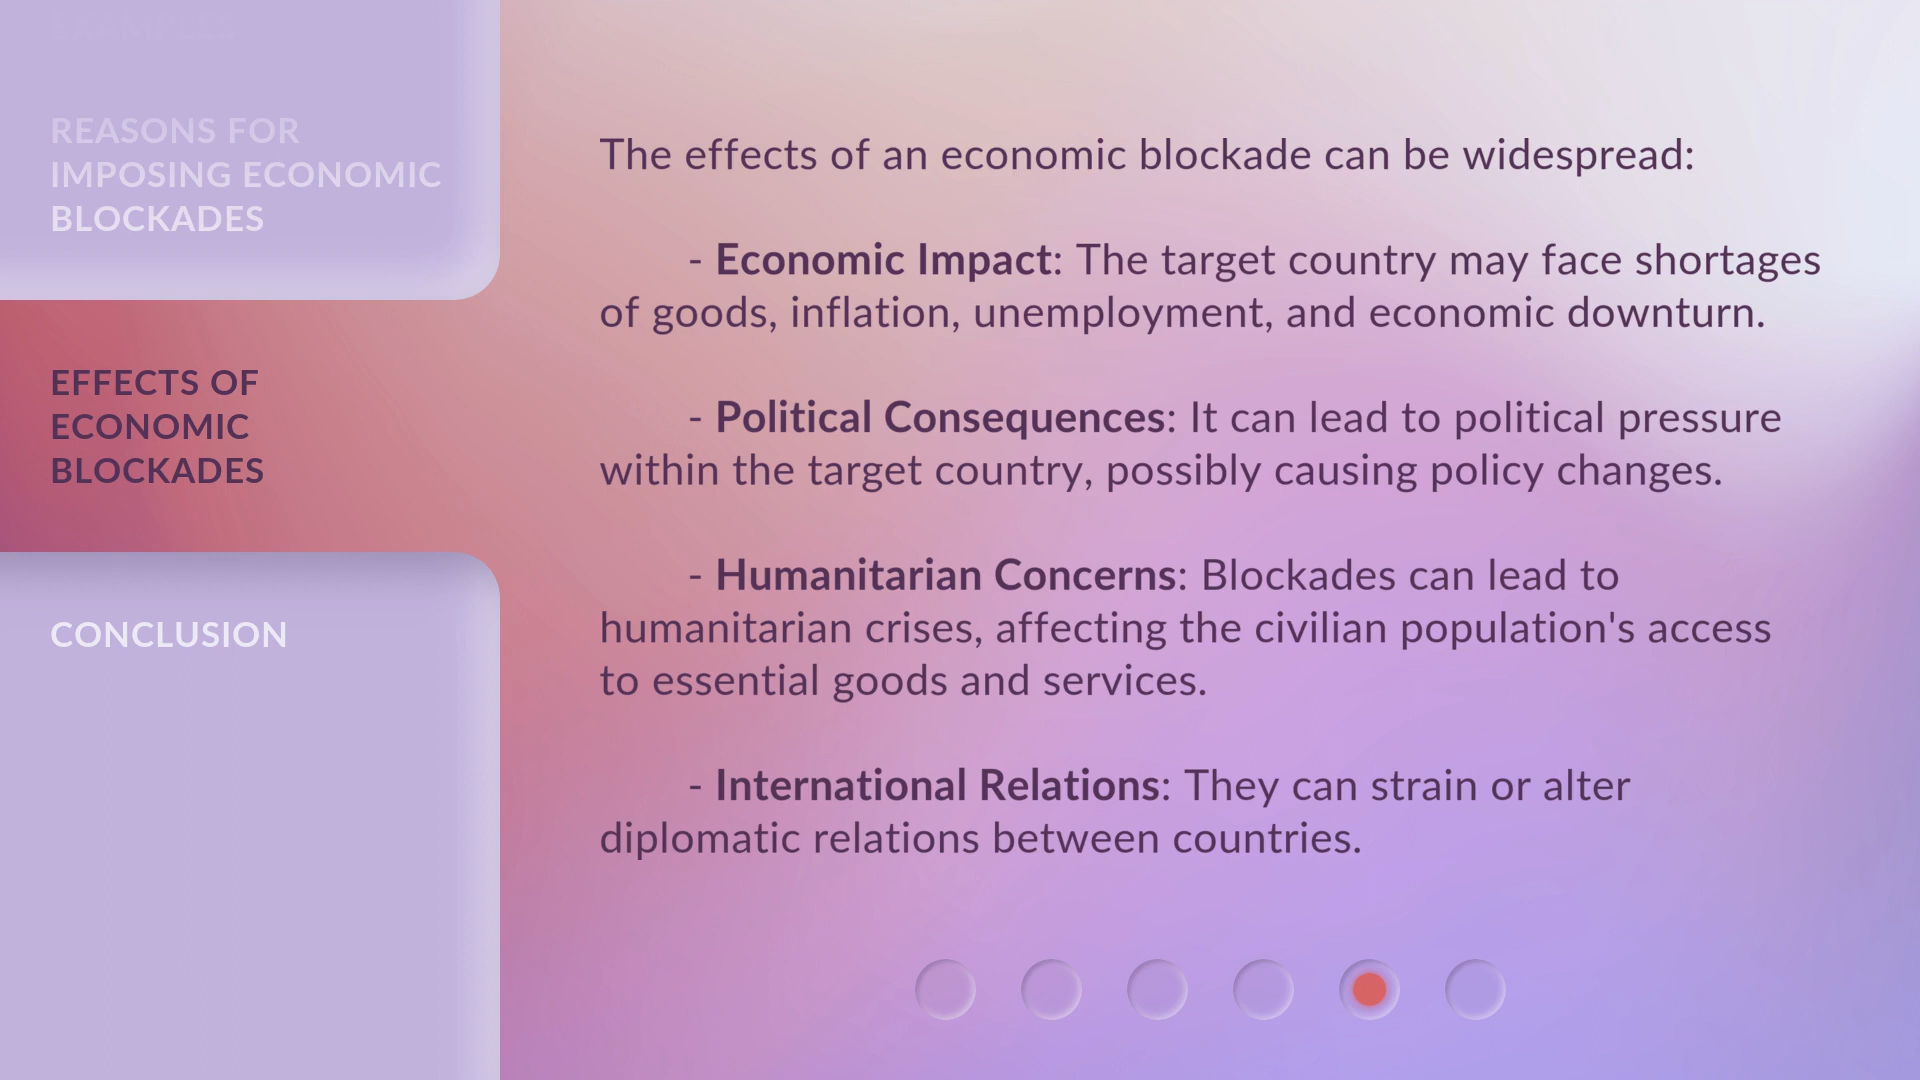 REASONS FOR
IMPOSING ECONOMIC
BLOCKADES
EFFECTS OF
ECONOMIC
BLOCKADES
CONCLUSION
The effects of an economic blockade can be widespread:
- Economic Impact: The target country may face shortages
of goods, inflation, unemployment, and economic downturn.
- Political Consequences: It can lead to political pressure
within the target country, possibly causing policy changes.
- Humanitarian Concerns: Blockades can lead to
humanitarian crises, affecting the civilian population's access
to essential goods and services.
- International Relations: They can strain or alter
diplomatic relations between countries.